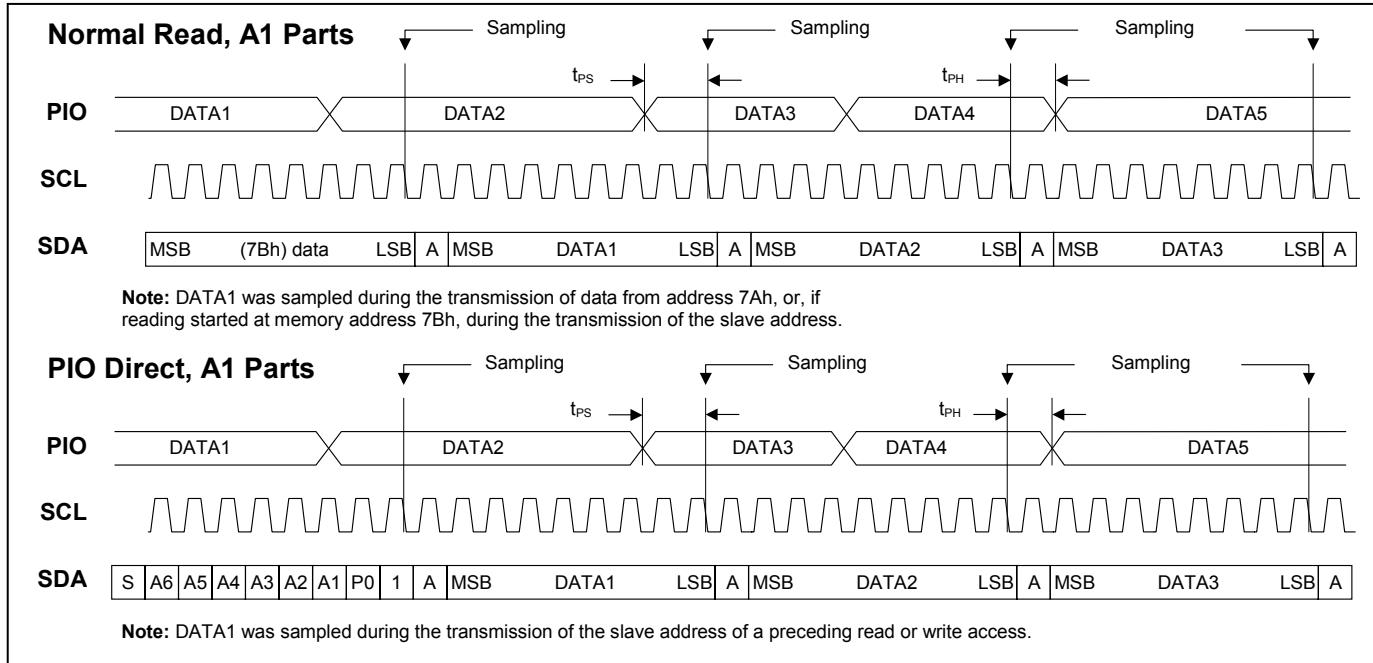 Normal Read, A1 Parts
Sampling Sampling Sampling
tPS tPH
PIO DATA1 DATA2 DATA3 DATA4 DATA5
SCL
SDA MSB (7Bh) data LSB A MSB DATA1 LSB A MSB DATA2 LSB A MSB DATA3 LSB A
Note: DATA1 was sampled during the transmission of data from address 7Ah, or, if
reading started at memory address 7Bh, during the transmission of the slave address.
PIO Direct, A1 Parts
Sampling Sampling Sampling
tPS tPH
PIO DATA1 DATA2 DATA3 DATA4 DATA5
SCL
SDA S A6 A5 A4 A3 A2 A1 P0 1 A MSB DATA1 LSB A MSB DATA2 LSB A MSB DATA3 LSB A
Note: DATA1 was sampled during the transmission of the slave address of a preceding read or write access.